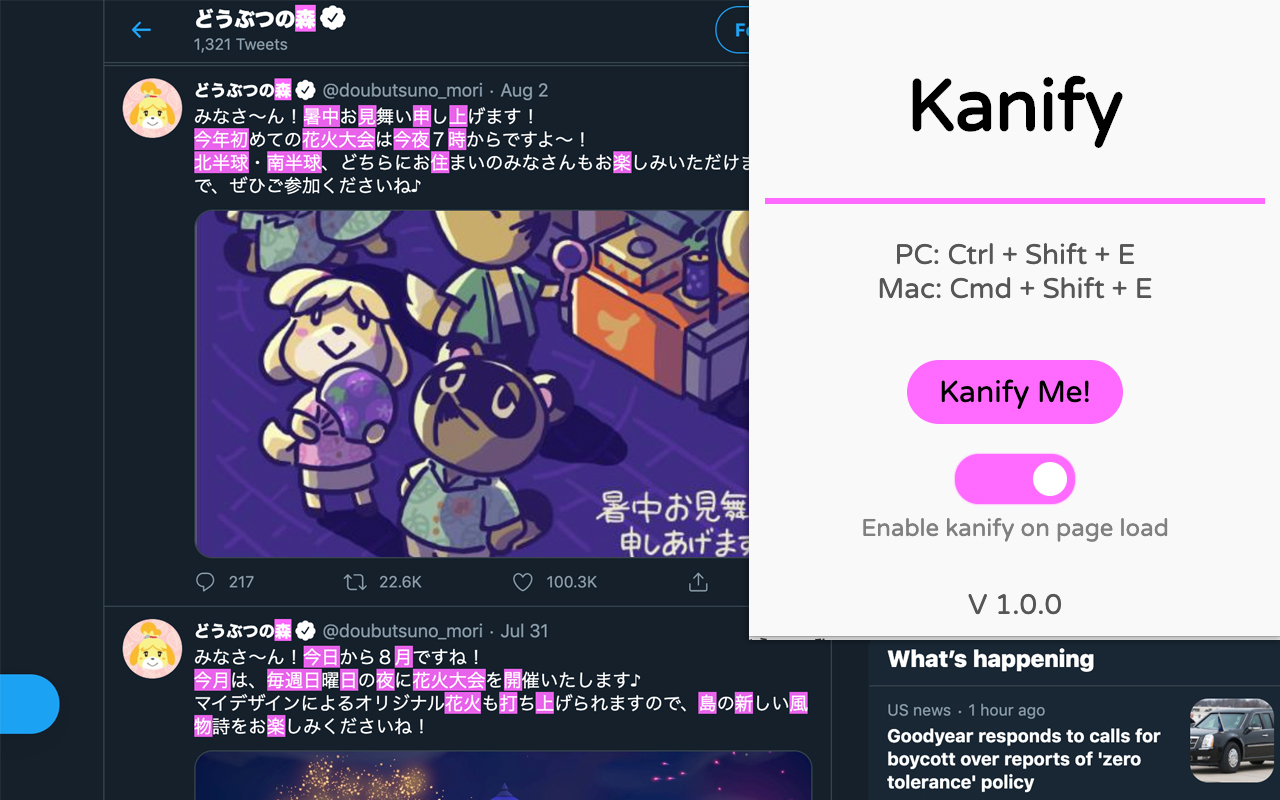 どうぶつの森
1,321 Tweets
どうぶつの森 @doubutsuno_mori · Aug 2
みなさ〜ん！暑中お見舞い申し上げます！
今年初めての花火大会は今夜７時からですよ〜！
北半球・南半球、どちらにお住まいのみなさんもお楽しみいただけま
で、ぜひご参加くださいね♪
暑中お見舞
申しあげます
217 22.6K 100.3K
どうぶつの森 @doubutsuno_mori · Jul 31
みなさ〜ん！今日から８月ですね！
今月は、毎週日曜日の夜に花火大会を開催いたします♪
マイデザインによるオリジナル花火も打ち上げられますので、島の新しい風
物詩をお楽しみくださいね！
Kanify
PC: Ctrl + Shift + E
Mac: Cmd + Shift + E
Kanify Me!
Enable kanify on page load
V 1.0.0
What’s happening
US news · 1 hour ago
Goodyear responds to calls for
boycott over reports of 'zero
tolerance' policy